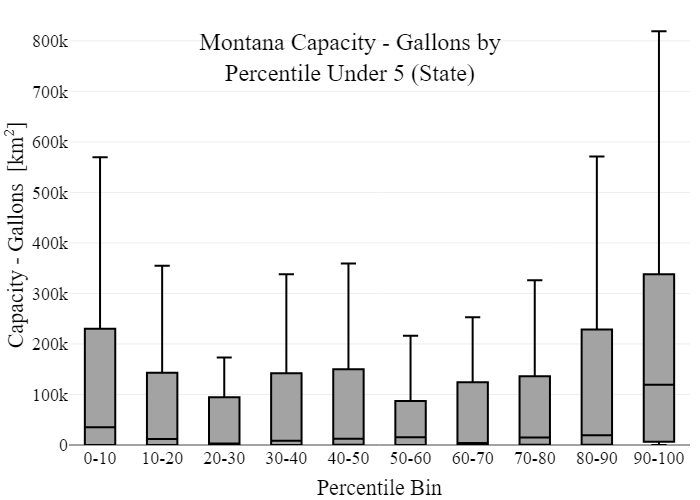 Montana Capacity - Gallons by
Percentile Under 5 (State)
Capacity - Gallons [km²]
800k
700k
600k
500k
400k
300k
200k
100k
0
0-10 10-20 20-30 30-40 40-50 50-60 60-70 70-80 80-90 90-100
Percentile Bin